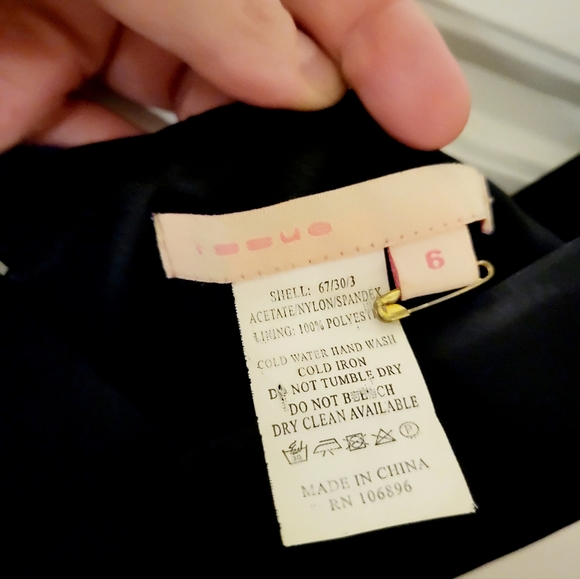 issue
6
SHELL: 67/30/3
ACETATE/NYLON/SPANDEX
LINING: 100% POLYEST
COLD WATER HAND WASH
COLD IRON
DO NOT TUMBLE DRY
DO NOT BLEACH
DRY CLEAN AVAILABLE
P
MADE IN CHINA
RN 106896